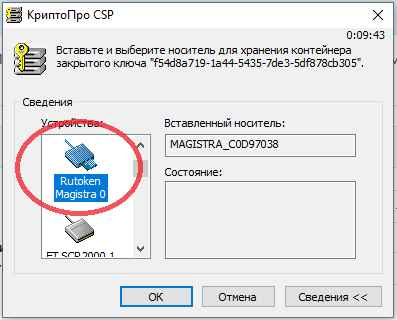 КриптоПро CSP
0:09:43
Вставьте и выберите носитель для хранения контейнера
закрытого ключа "f54d8a719-1a44-5435-7de3-5df878cb305".
Сведения
Устройства:
Rutoken
Magistra 0
ET SCR2000 1
Вставленный носитель:
MAGISTRA_C0D97038
Состояние:
OK
Отмена
Сведения <<